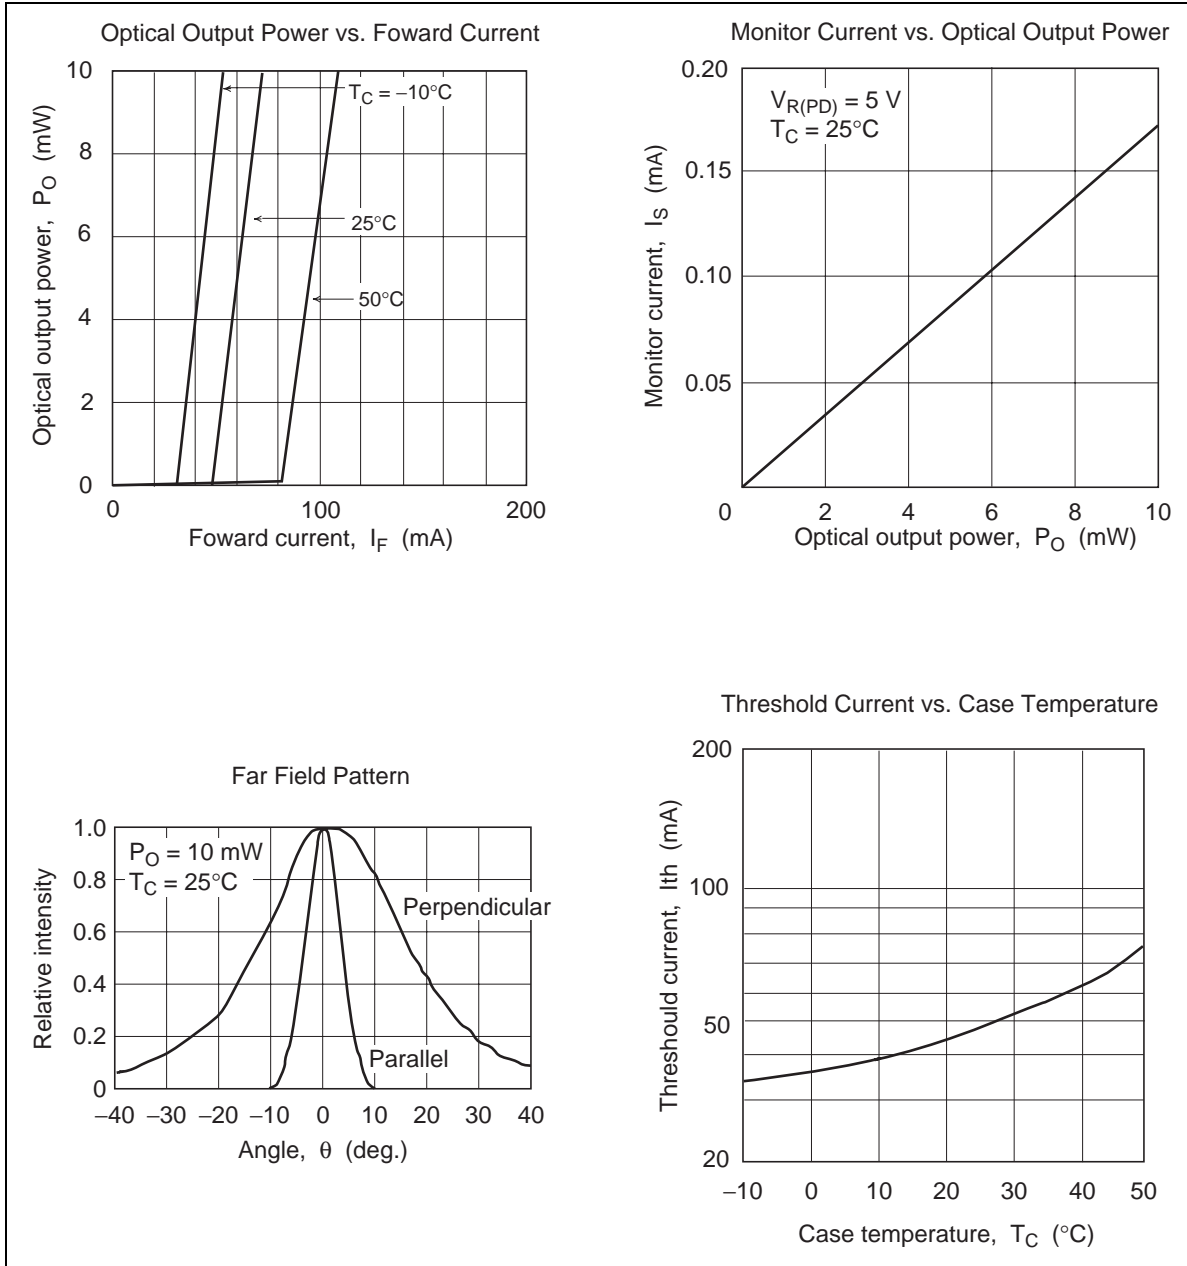 Optical Output Power vs. Foward Current
10
8
6
4
2
0
Optical output power, PO (mW)
TC = −10°C
25°C
50°C
0 100 200
Foward current, IF (mA)
Monitor Current vs. Optical Output Power
0.20
0.15
0.10
0.05
Monitor current, IS (mA)
VR(PD) = 5 V
TC = 25°C
0 2 4 6 8 10
Optical output power, PO (mW)
Far Field Pattern
1.0
0.8
0.6
0.4
0.2
0
Relative intensity
PO = 10 mW
TC = 25°C
Perpendicular
Parallel
−40 −30 −20 −10 0 10 20 30 40
Angle, θ (deg.)
Threshold Current vs. Case Temperature
200
100
50
20
Threshould current, Ith (mA)
−10 0 10 20 30 40 50
Case temperature, TC (°C)